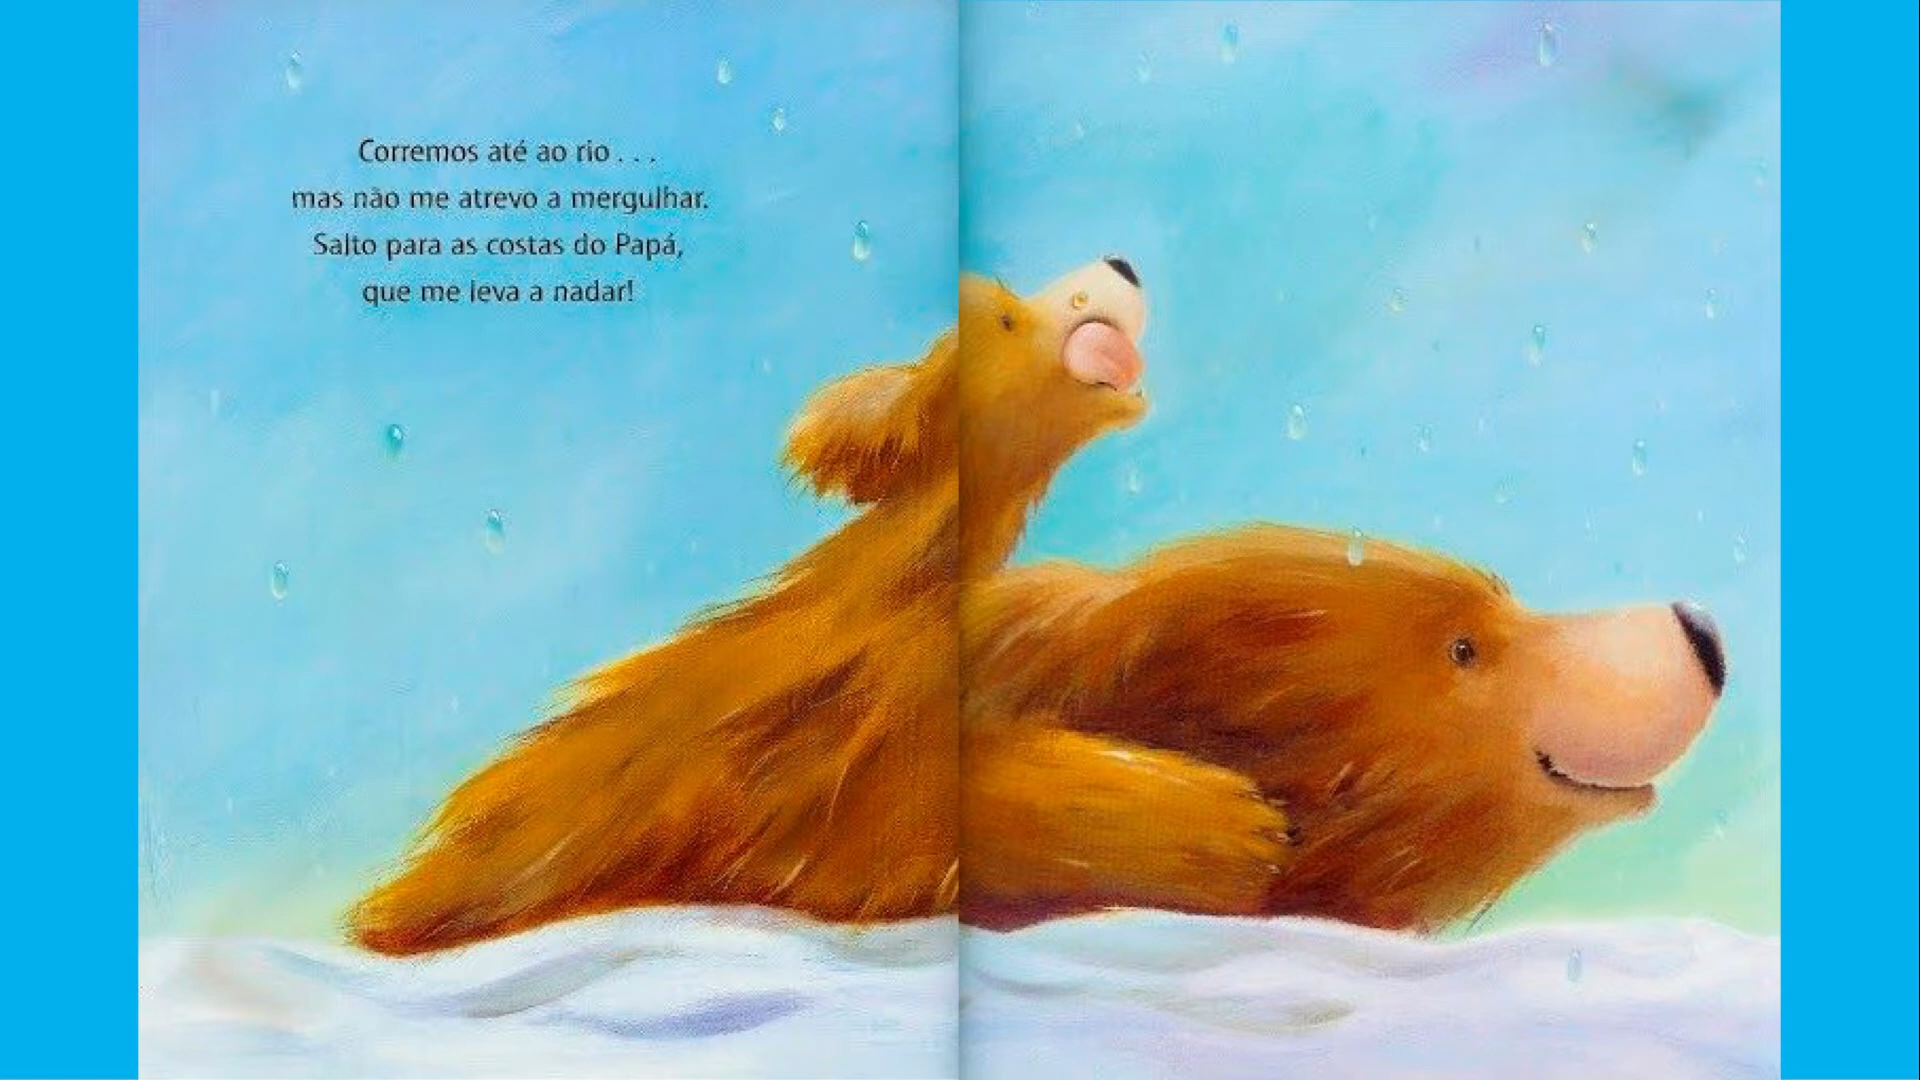 Corremos até ao rio . . .
mas não me atrevo a mergulhar.
Salto para as costas do Papá,
que me leva a nadar!